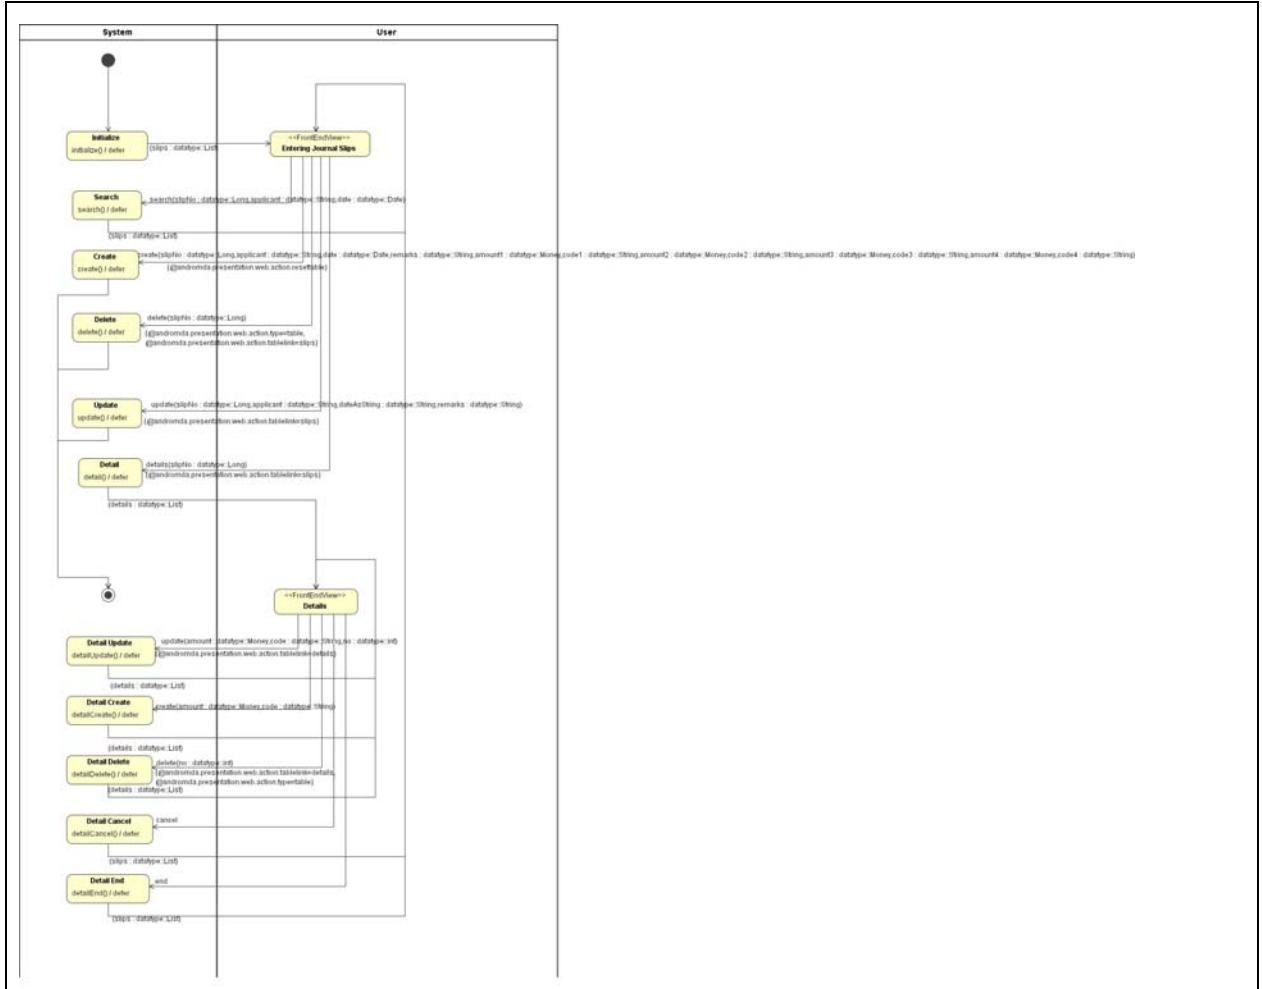 System
User
Initialize
initialize() / defer
(slips : datatype::List
<<FrontEndView>>
Entering Journal Slips
Search
search() / defer
search(slipNo : datatype::Long,applicant : datatype::String,date : datatype::Date)
(slips : datatype::List)
Create
create() / defer
create(slipNo : datatype::Long,applicant : datatype::String,date : datatype::Date,remarks : datatype::String,amount1 : datatype::Money,code1 : datatype::String,amount2 : datatype::Money,code2 : datatype::String,amount3 : datatype::Money,code3 : datatype::String,amount4 : datatype::Money,code4 : datatype::String)
(@andromda.presentation.web.action.resettable)
Delete
delete() / defer
delete(slipNo : datatype::Long)
(@andromda.presentation.web.action.type=table,
@andromda.presentation.web.action.tablelink=slips)
Update
update() / defer
update(slipNo : datatype::Long,applicant : datatype::String,dateAsString : datatype::String,remarks : datatype::String)
(@andromda.presentation.web.action.tablelink=slips)
Detail
detail() / defer
details(slipNo : datatype::Long)
(@andromda.presentation.web.action.tablelink=slips)
(details : datatype::List)
<<FrontEndView>>
Details
Detail Update
detailUpdate() / defer
update(amount : datatype::Money,code : datatype::String,no : datatype::int)
(@andromda.presentation.web.action.tablelink=details)
(details : datatype::List)
Detail Create
detailCreate() / defer
create(amount : datatype::Money,code : datatype::String)
(details : datatype::List)
Detail Delete
detailDelete() / defer
delete(no : datatype::int)
(@andromda.presentation.web.action.tablelink=details,
@andromda.presentation.web.action.type=table)
(details : datatype::List)
Detail Cancel
detailCancel() / defer
cancel
(slips : datatype::List)
Detail End
detailEnd() / defer
end
(slips : datatype::List)